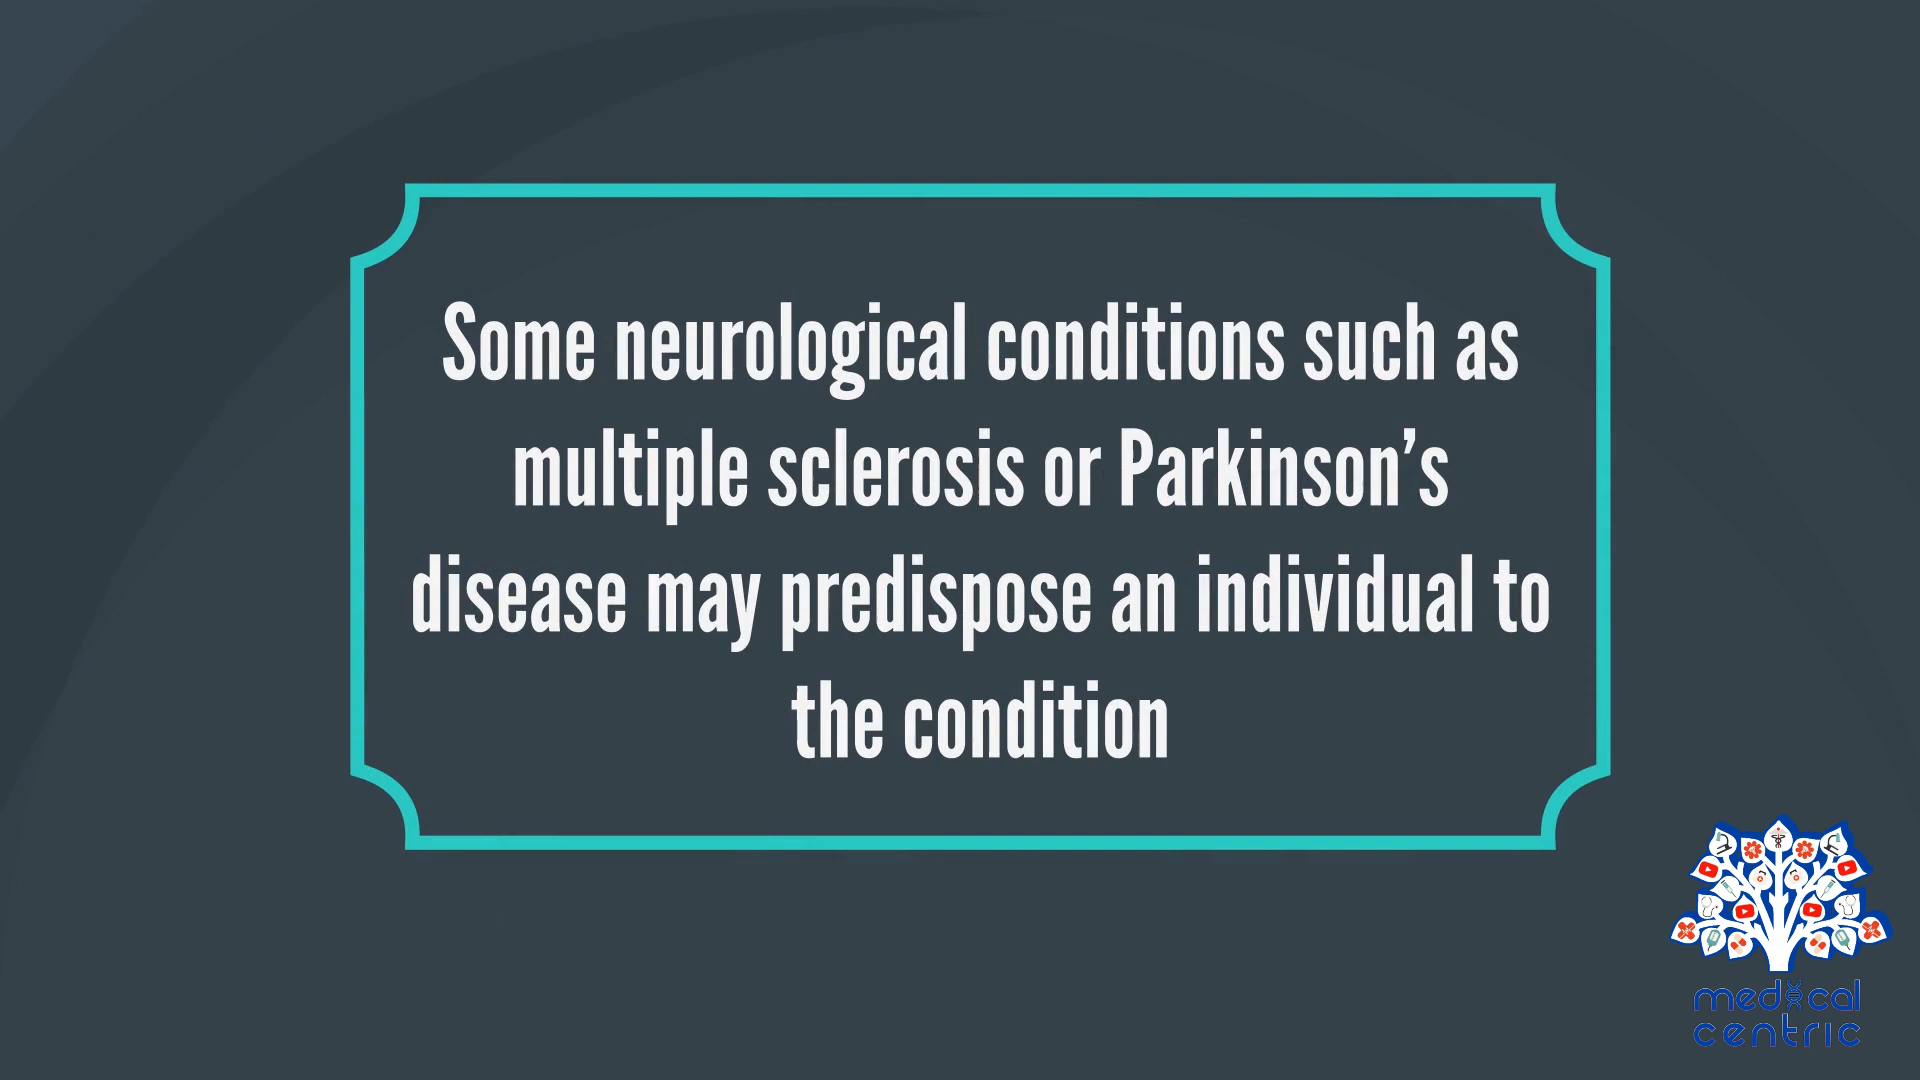 Some neurological conditions such as
multiple sclerosis or Parkinson’s
disease may predispose an individual to
the condition
medical
centric